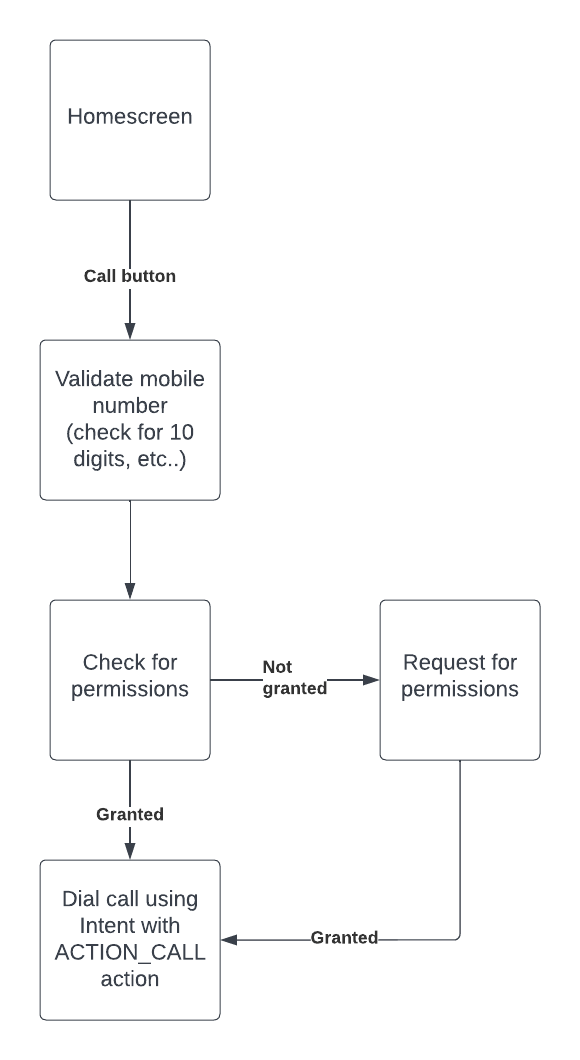 Homescreen
Call button
Validate mobile
number
(check for 10
digits, etc..)
Check for
permissions
Not
granted
Request for
permissions
Granted
Dial call using
Intent with
ACTION_CALL
action
Granted